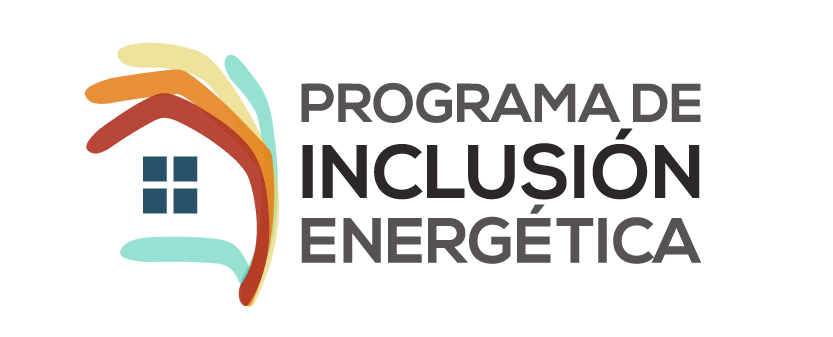 PROGRAMA DE
INCLUSIÓN
ENERGÉTICA